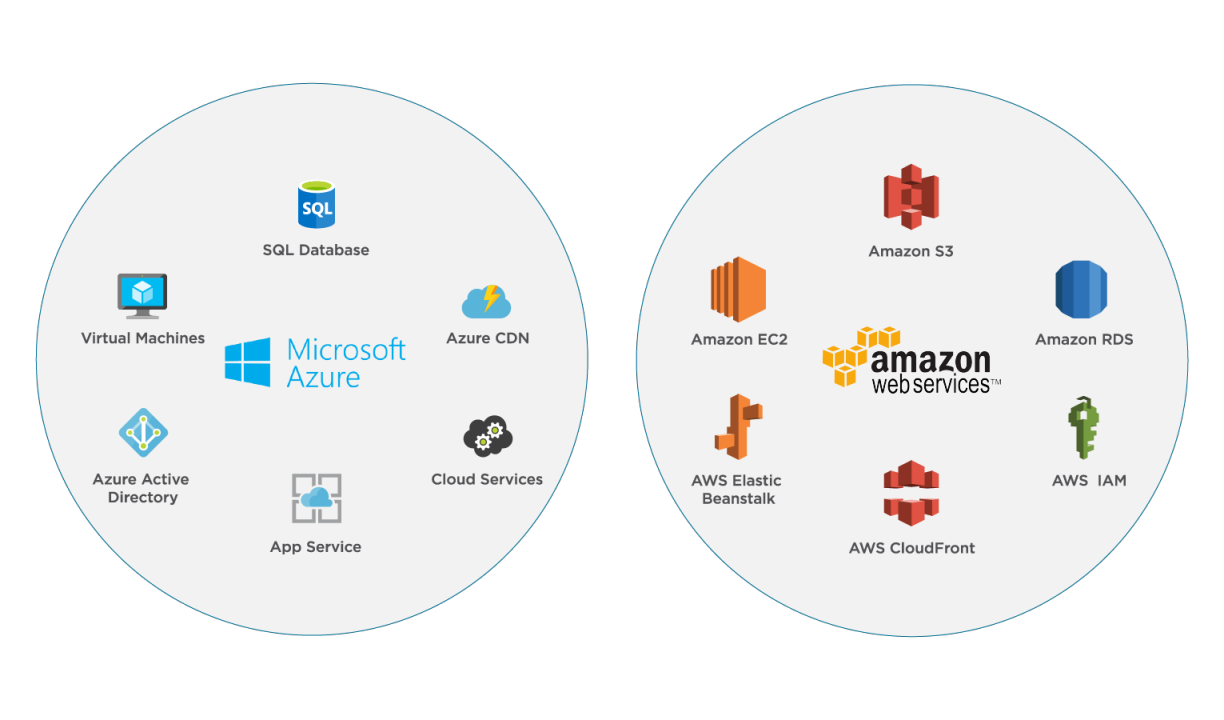 SQL
SQL Database
Virtual Machines
Azure CDN
Microsoft
Azure
Azure Active
Directory
Cloud Services
App Service
Amazon S3
Amazon EC2
Amazon RDS
amazon
web services™
AWS Elastic
Beanstalk
AWS IAM
AWS CloudFront